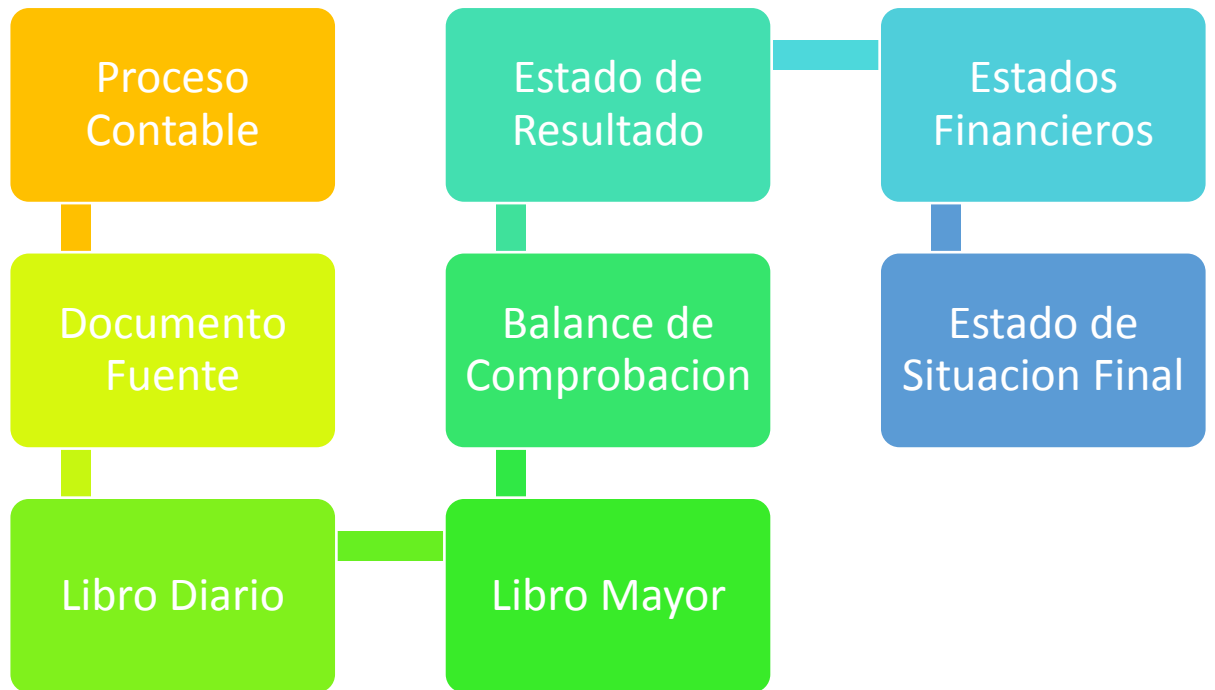 Proceso
Contable
Documento
Fuente
Libro Diario
Libro Mayor
Balance de
Comprobacion
Estado de
Resultado
Estados
Financieros
Estado de
Situacion Final